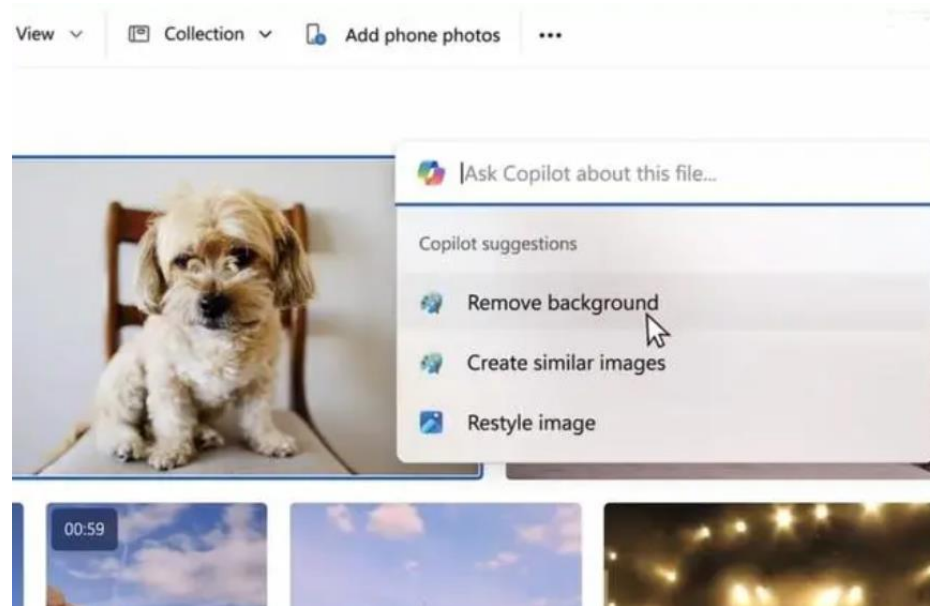 View
Collection
Add phone photos
Ask Copilot about this file...
Copilot suggestions
Remove background
Create similar images
Restyle image
00:59